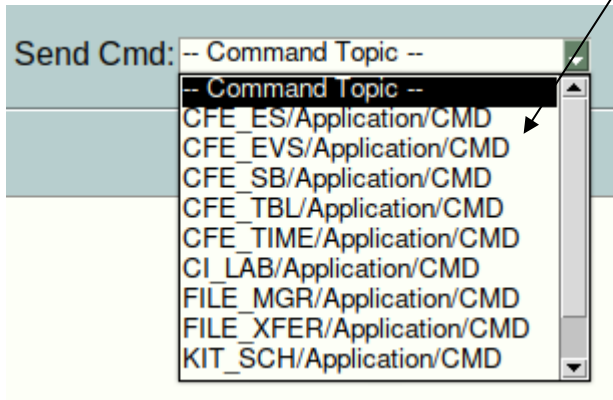 Send Cmd: -- Command Topic --
-- Command Topic --
CFE_ES/Application/CMD
CFE_EVS/Application/CMD
CFE_SB/Application/CMD
CFE_TBL/Application/CMD
CFE_TIME/Application/CMD
CI_LAB/Application/CMD
FILE_MGR/Application/CMD
FILE_XFER/Application/CMD
KIT_SCH/Application/CMD